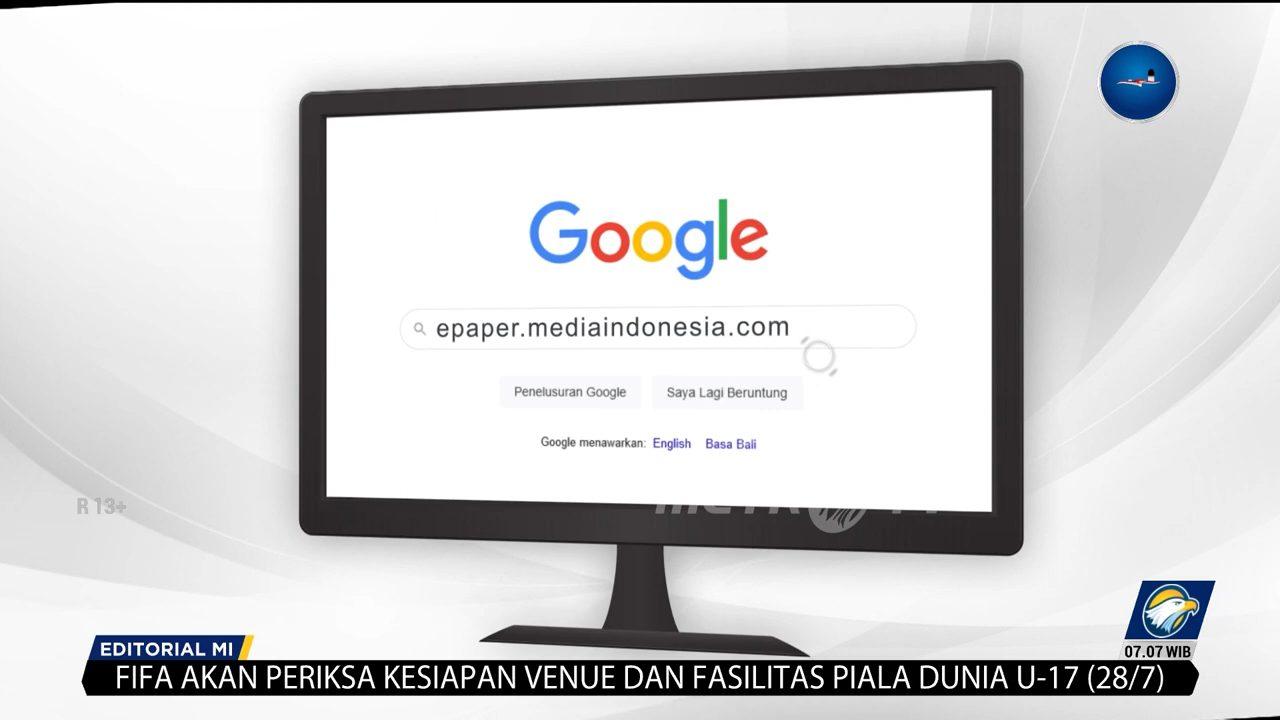 Google
epaper.mediaindonesia.com
Penelusuran Google
Saya Lagi Beruntung
Google menawarkan: English Basa Bali
R 13+
EDITORIAL MI
07.07 WIB
FIFA AKAN PERIKSA KESIAPAN VENUE DAN FASILITAS PIALA DUNIA U-17 (28/7)